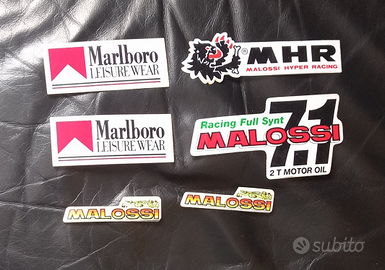 Marlboro
LEISURE WEAR
® MHR
MALOSSI HYPER RACING
Marlboro
LEISURE WEAR
Racing Full Synt
7.1
MALOSSI
2 T MOTOR OIL
MALOSSI
MALOSSI
subito